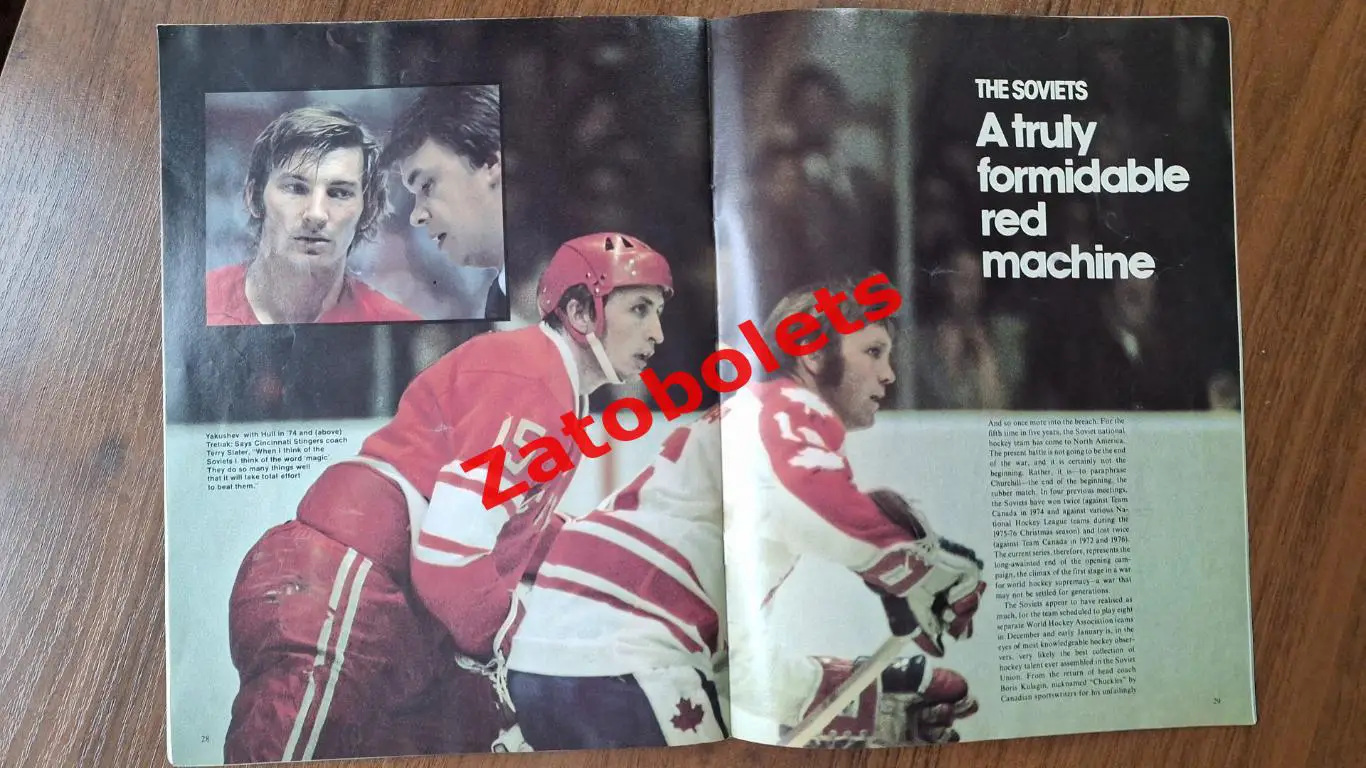 Yakushev with Hull in '74 and (above)
Tretiak: Says Cincinnati Stingers coach
Terry Slater, "When I think of the
Soviets I think of the word 'magic'.
They do so many things well
that it will take total effort
to beat them."
28
15
Zatobolets
THE SOVIETS
A truly
formidable
red
machine
And so once more into the breach. For the
fifth time in five years, the Soviet national
hockey team has come to North America.
The present battle is not going to be the end
of the war, and it is certainly not the
beginning. Rather, it is—to paraphrase
Churchill—the end of the beginning, the
rubber match. In four previous meetings,
the Soviets have won twice (against Team
Canada in 1974 and against various Na-
tional Hockey League teams during the
1975-76 Christmas season) and lost twice
(against Team Canada in 1972 and 1976).
The current series, therefore, represents the
long-awainted end of the opening cam-
paign, the climax of the first stage in a war
for world hockey supremacy—a war that
may not be settled for generations.
The Soviets appear to have realised as
much, for the team scheduled to play eight
separate World Hockey Association teams
in December and early January is, in the
eyes of most knowledgeable hockey obser-
vers, very likely the best collection of
hockey talent ever assembled in the Soviet
Union. From the return of head coach
Boris Kulagin, nicknamed "Chuckles" by
Canadian sportswriters for his unfailingly
29